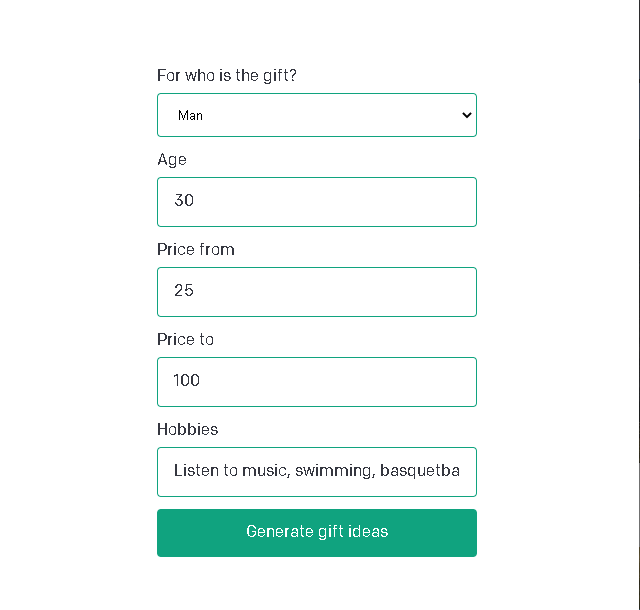 For who is the gift?
Man
Age
30
Price from
25
Price to
100
Hobbies
Listen to music, swimming, basquetba
Generate gift ideas